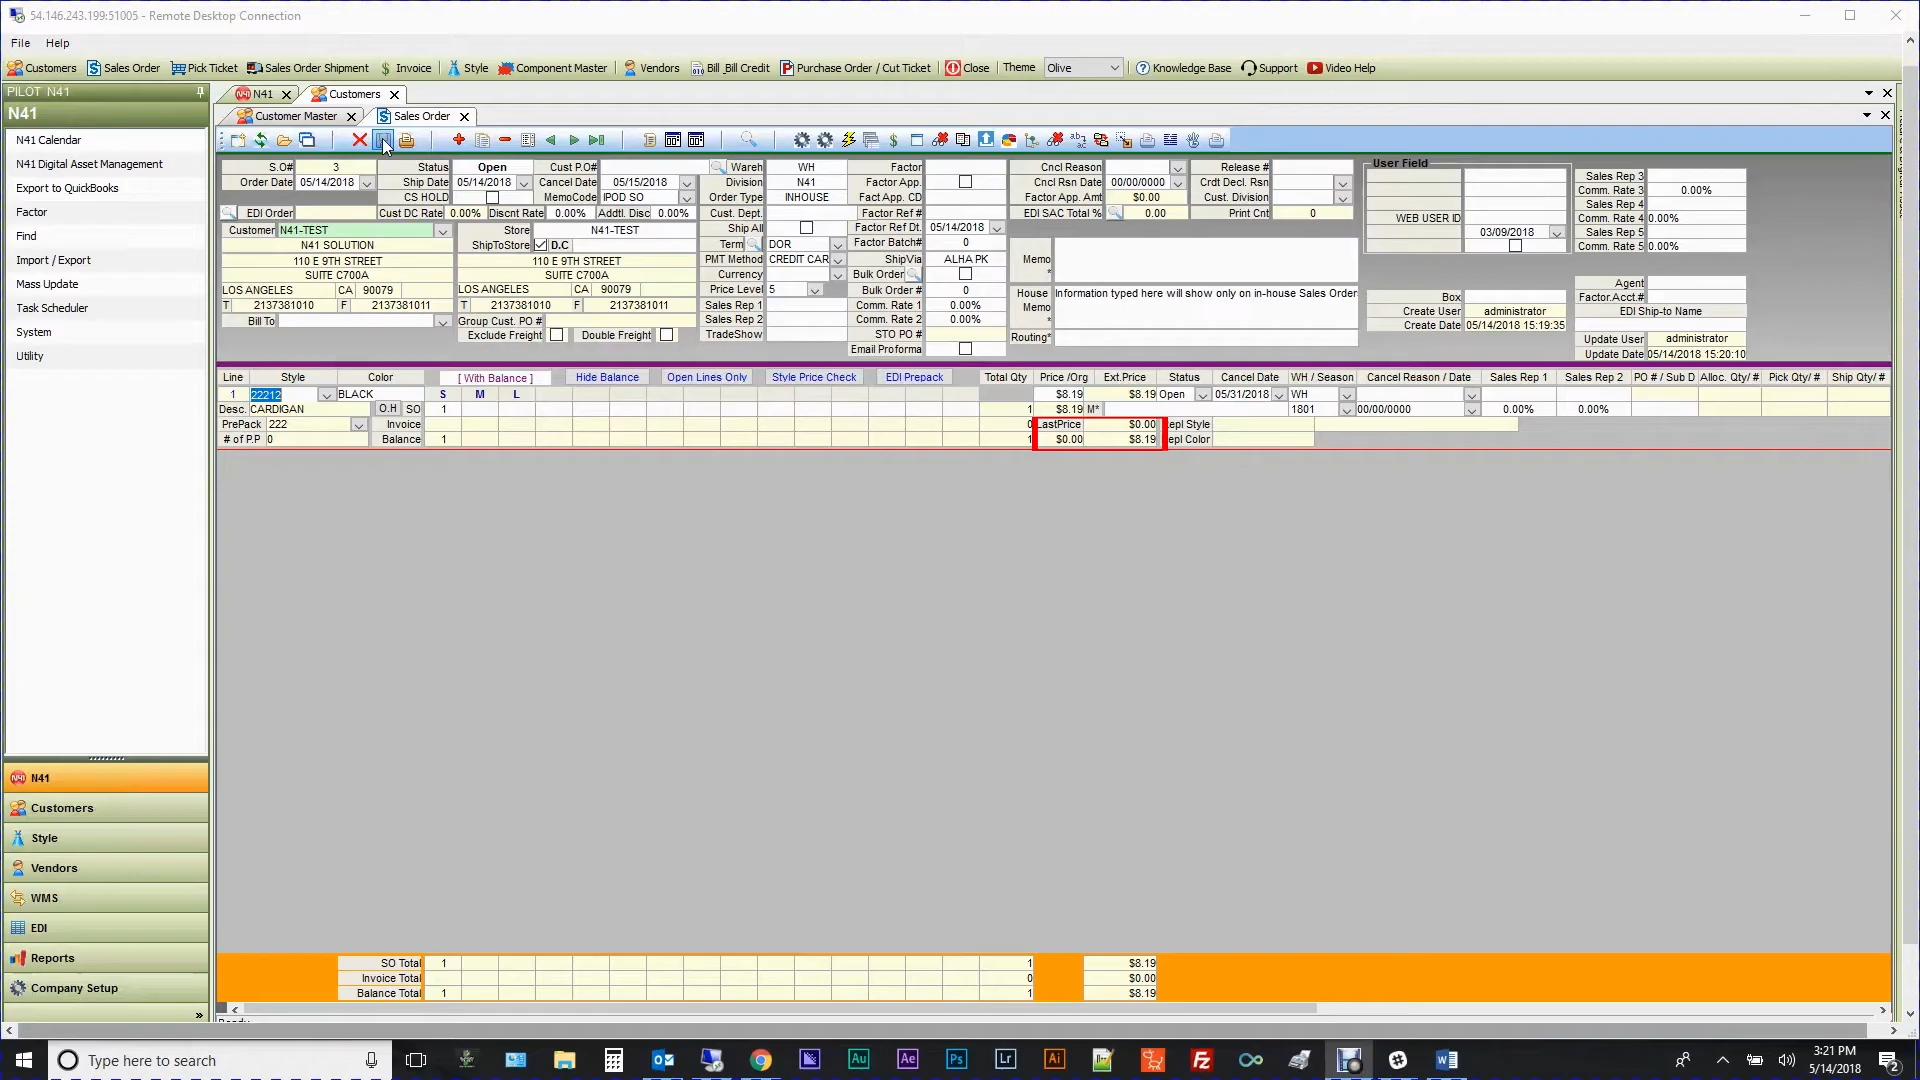 54.146.243.199:51005 - Remote Desktop Connection
File Help
Customers Sales Order Pick Ticket Sales Order Shipment Invoice Style Component Master Vendors Bill_Bill Credit Purchase Order / Cut Ticket Close Theme Olive Knowledge Base Support Video Help
PILOT N41
N41 Customers
N41
Customer Master Sales Order
N41 Calendar
N41 Digital Asset Management
Export to QuickBooks
Factor
Find
Import / Export
Mass Update
Task Scheduler
System
Utility
S.O# 3 Status Open Cust P.O# Wareh WH Factor Cncl Reason Release # User Field
Order Date 05/14/2018 Ship Date 05/14/2018 Cancel Date 05/15/2018 Division N41 Factor App. Cncl Rsn Date 00/00/0000 Crdt Decl. Rsn Sales Rep 3
CS HOLD MemoCode IPOD SO Order Type INHOUSE Fact App. CD Factor App. Amt $0.00 Cust. Division Comm. Rate 3 0.00%
EDI Order Cust DC Rate 0.00% Discnt Rate 0.00% Addtl. Disc 0.00% Cust. Dept. Factor Ref # EDI SAC Total % 0.00 Print Cnt 0 Sales Rep 4
Customer N41-TEST Store N41-TEST Ship All Factor Ref Dt. 05/14/2018 WEB USER ID Comm. Rate 4 0.00%
N41 SOLUTION ShipToStore D.C Term DOR Factor Batch# 0 03/09/2018 Sales Rep 5
110 E 9TH STREET 110 E 9TH STREET PMT Method CREDIT CAR ShipVia ALHA PK Memo * Comm. Rate 5 0.00%
SUITE C700A SUITE C700A Currency Bulk Order
LOS ANGELES CA 90079 LOS ANGELES CA 90079 Price Level 5 Bulk Order # 0 House Memo * Information typed here will show only on in-house Sales Order Agent
T 2137381010 F 2137381011 T 2137381010 F 2137381011 Sales Rep 1 Comm. Rate 1 0.00% Box Factor.Acct.#
Bill To Group Cust. PO # Sales Rep 2 Comm. Rate 2 0.00% Create User administrator EDI Ship-to Name
Exclude Freight Double Freight TradeShow STO PO # Routing* Create Date 05/14/2018 15:19:35
Email Proforma Update User administrator
Update Date 05/14/2018 15:20:10
Line Style Color [ With Balance ] Hide Balance Open Lines Only Style Price Check EDI Prepack Total Qty Price /Org Ext.Price Status Cancel Date WH / Season Cancel Reason / Date Sales Rep 1 Sales Rep 2 PO # / Sub D Alloc. Qty/ # Pick Qty/ # Ship Qty/ #
1 22212 BLACK S M L $8.19 $8.19 Open 05/31/2018 WH
Desc. CARDIGAN O.H SO 1 1 $8.19 M* 1801 00/00/0000 0.00% 0.00%
PrePack 222 Invoice 0 LastPrice $0.00 epl Style
# of P.P 0 Balance 1 1 $0.00 $8.19 epl Color
N41
Customers
Style
Vendors
WMS
EDI
Reports
Company Setup
»
SO Total 1 1 $8.19
Invoice Total 0 $0.00
Balance Total 1 1 $8.19
Type here to search
Au Ae Ps Lr Ai
3:21 PM
5/14/2018
2